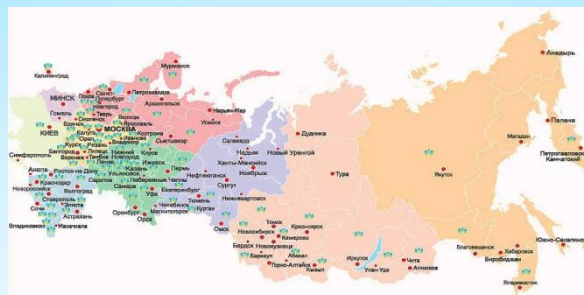 Анадырь
Мурманск
Калининград
Санкт-
Петербург
Петрозаводск
Псков
Новгород
Архангельск
МИНСК
Тверь
Вологда
Нарьян-Мар
Палана
Гомель
Смоленск
Ярославль
Усинск
Дудинка
Петропавловск
Камчатский
Брянск
МОСКВА
Калуга
Иваново
Кострома
Магадан
КИЕВ
Орел
Владимир
Сыктывкар
Салехард
Курск
Рязань
Надым
Новый Уренгой
Белгород
Липецк
Нижний
Новгород
Киров
Ханты-Мансийск
Тура
Якутск
Симферополь
Воронеж
Тамбов
Ижевск
Ноябрьск
Пенза
Казань
Пермь
Анапа
Ростов-на-Дону
Ульяновск
Нефтеюганск
Краснодар
Саратов
Набережные Челны
Сургут
Новороссийск
Волгоград
Самара
Екатеринбург
Ставрополь
Тюмень
Нижневартовск
Сочи
Элиста
Челябинск
Оренбург
Магнитогорск
Курган
Астрахань
Орск
Томск
Красноярск
Владикавказ
Махачкала
Омск
Новосибирск
Кемерово
Южно-Сахалинск
Бердск
Новокузнецк
Благовещенск
Хабаровск
Барнаул
Абакан
Иркутск
Чита
Биробиджан
Горно-Алтайск
Кызыл
Улан-Удэ
Агинское
Владивосток